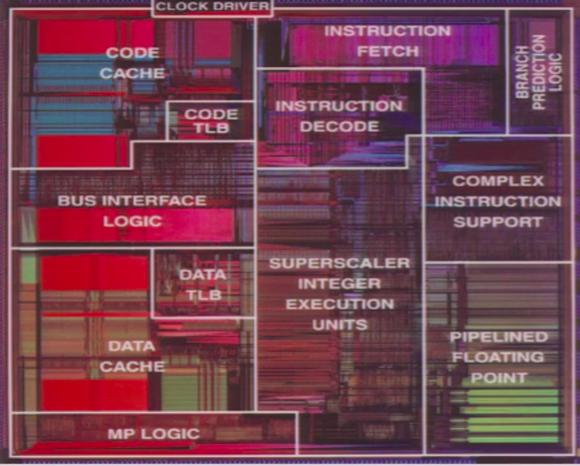 CLOCK DRIVER
CODE
CACHE
INSTRUCTION
FETCH
BRANCH
PREDICTION
LOGIC
CODE
TLB
INSTRUCTION
DECODE
BUS INTERFACE
LOGIC
COMPLEX
INSTRUCTION
SUPPORT
DATA
TLB
SUPERSCALER
INTEGER
EXECUTION
UNITS
DATA
CACHE
PIPELINED
FLOATING
POINT
MP LOGIC